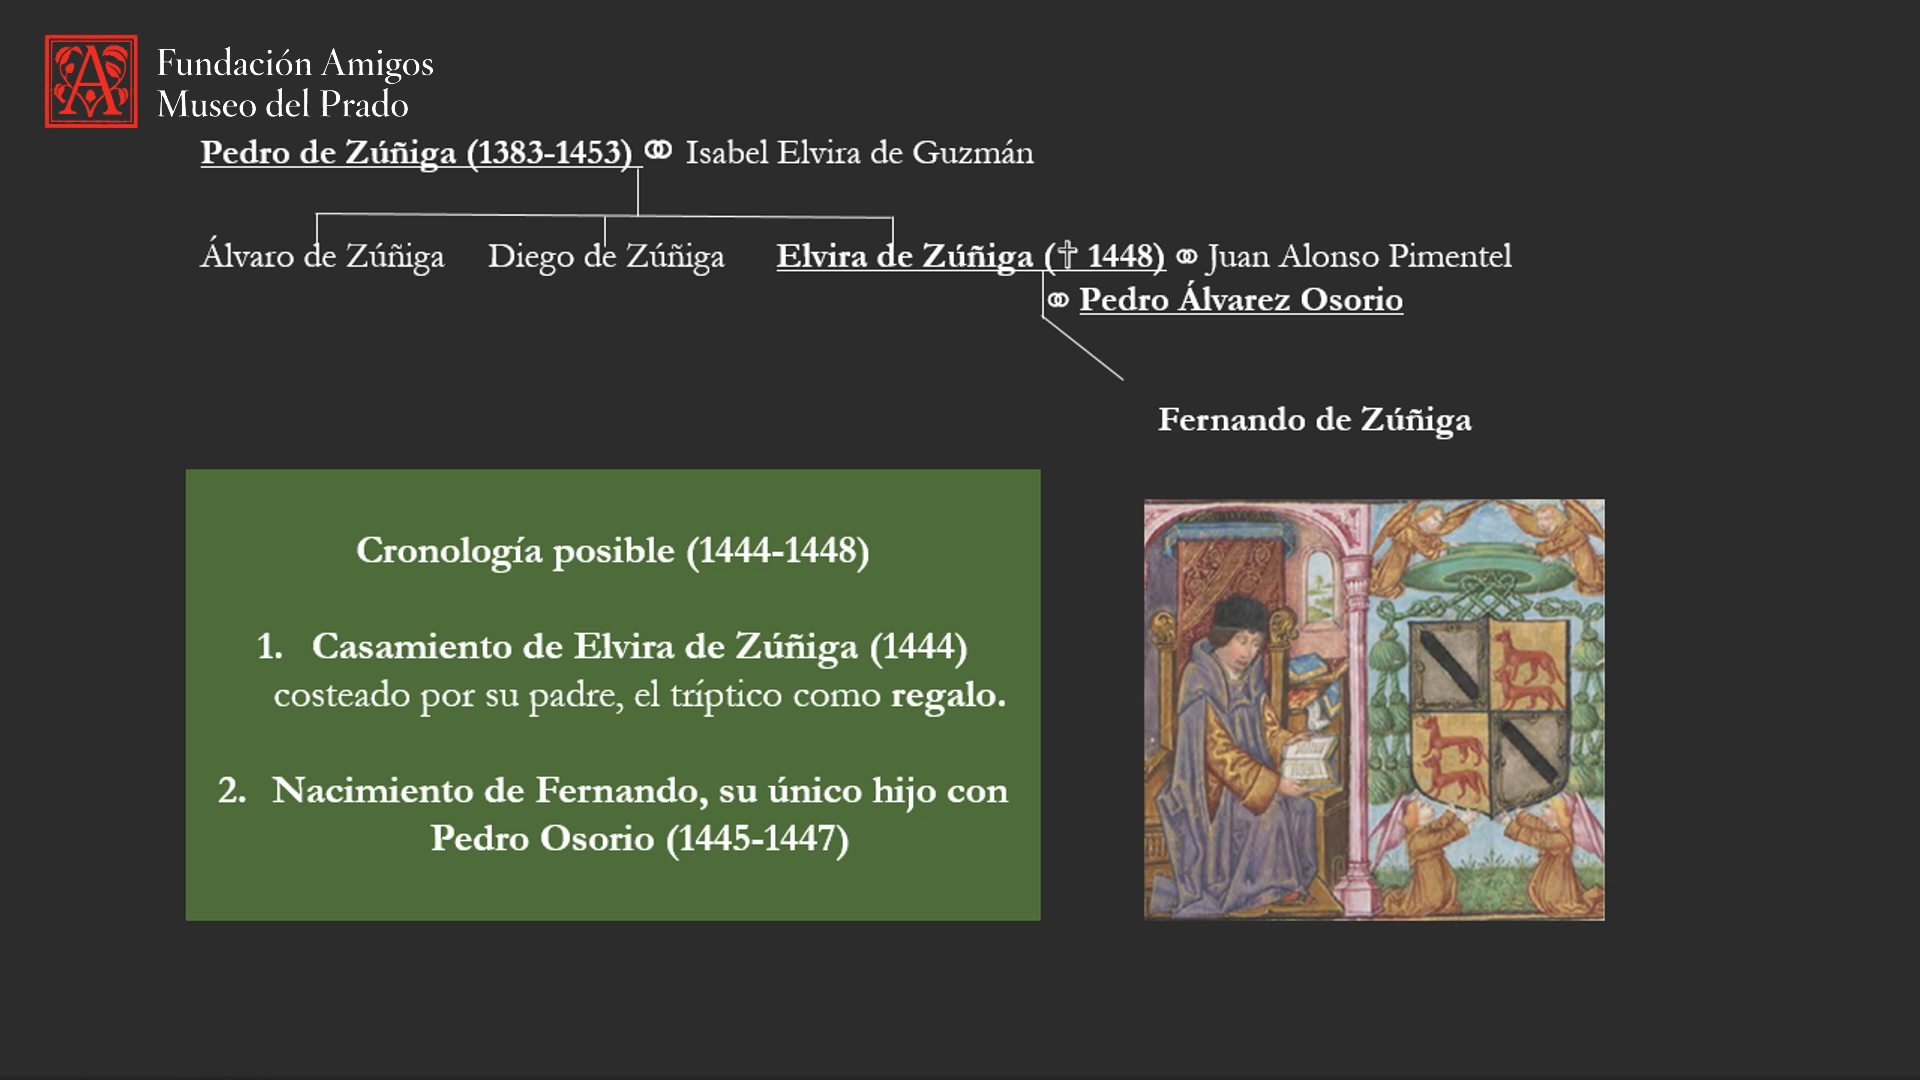 Fundación Amigos
Museo del Prado
Pedro de Zúñiga (1383-1453) ⚭ Isabel Elvira de Guzmán
Álvaro de Zúñiga Diego de Zúñiga Elvira de Zúñiga († 1448) ⚭ Juan Alonso Pimentel
⚭ Pedro Álvarez Osorio
Fernando de Zúñiga
Cronología posible (1444-1448)
1. Casamiento de Elvira de Zúñiga (1444)
costeado por su padre, el tríptico como regalo.
2. Nacimiento de Fernando, su único hijo con
Pedro Osorio (1445-1447)